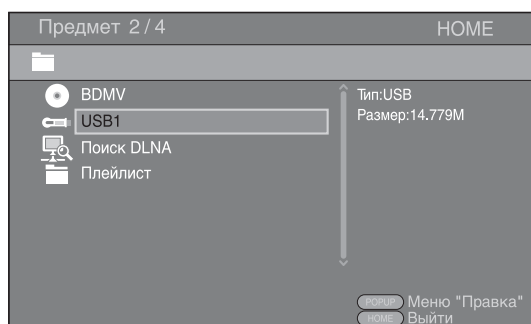 Предмет 2/4
HOME
BDMV
USB1
Поиск DLNA
Плейлист
Тип:USB
Размер:14.779M
POPUP Меню "Правка"
HOME Выйти